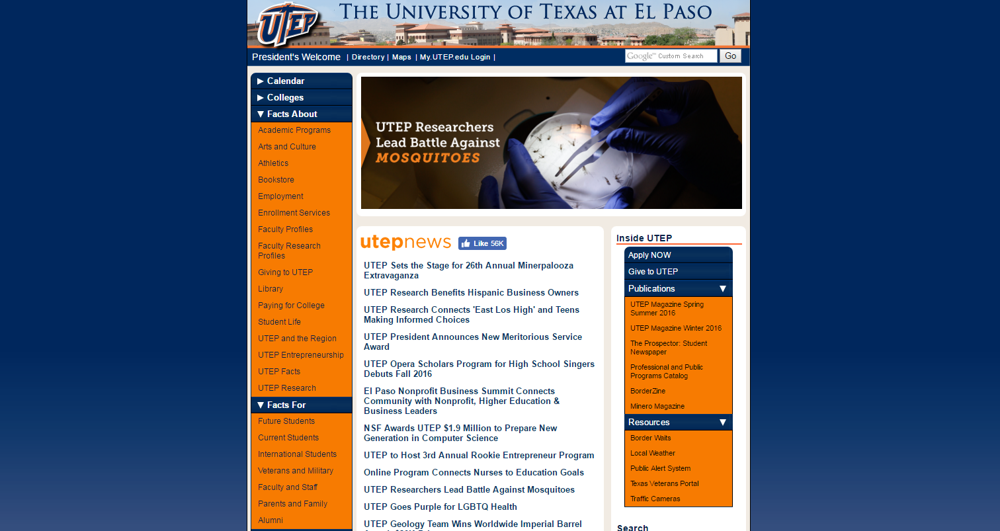 UTEP
THE UNIVERSITY OF TEXAS AT EL PASO
President's Welcome | Directory | Maps | My.UTEP.edu Login |
Google™ Custom Search
Go
Calendar
Colleges
Facts About
Academic Programs
Arts and Culture
Athletics
Bookstore
Employment
Enrollment Services
Faculty Profiles
Faculty Research
Profiles
Giving to UTEP
Library
Paying for College
Student Life
UTEP and the Region
UTEP Entrepreneurship
UTEP Facts
UTEP Research
Facts For
Future Students
Current Students
International Students
Veterans and Military
Faculty and Staff
Parents and Family
Alumni
UTEP Researchers
Lead Battle Against
MOSQUITOES
utepnews
Like 56K
UTEP Sets the Stage for 26th Annual Minerpalooza
Extravaganza
UTEP Research Benefits Hispanic Business Owners
UTEP Research Connects 'East Los High' and Teens
Making Informed Choices
UTEP President Announces New Meritorious Service
Award
UTEP Opera Scholars Program for High School Singers
Debuts Fall 2016
El Paso Nonprofit Business Summit Connects
Community with Nonprofit, Higher Education &
Business Leaders
NSF Awards UTEP $1.9 Million to Prepare New
Generation in Computer Science
UTEP to Host 3rd Annual Rookie Entrepreneur Program
Online Program Connects Nurses to Education Goals
UTEP Researchers Lead Battle Against Mosquitoes
UTEP Goes Purple for LGBTQ Health
UTEP Geology Team Wins Worldwide Imperial Barrel
Inside UTEP
Apply NOW
Give to UTEP
Publications
UTEP Magazine Spring
Summer 2016
UTEP Magazine Winter 2016
The Prospector: Student
Newspaper
Professional and Public
Programs Catalog
BorderZine
Minero Magazine
Resources
Border Waits
Local Weather
Public Alert System
Texas Veterans Portal
Traffic Cameras
Search